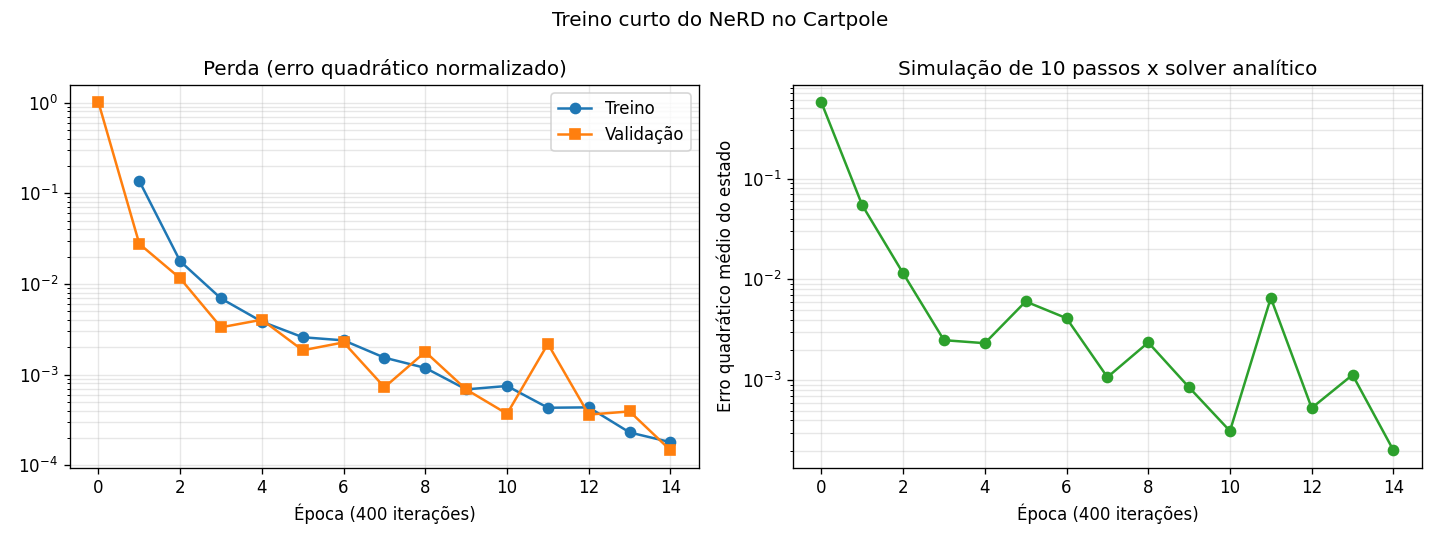 Treino curto do NeRD no Cartpole
Perda (erro quadrático normalizado)
10⁰
10⁻¹
10⁻²
10⁻³
10⁻⁴
Treino
Validação
0 2 4 6 8 10 12 14
Época (400 iterações)
Simulação de 10 passos x solver analítico
Erro quadrático médio do estado
10⁻¹
10⁻²
10⁻³
0 2 4 6 8 10 12 14
Época (400 iterações)